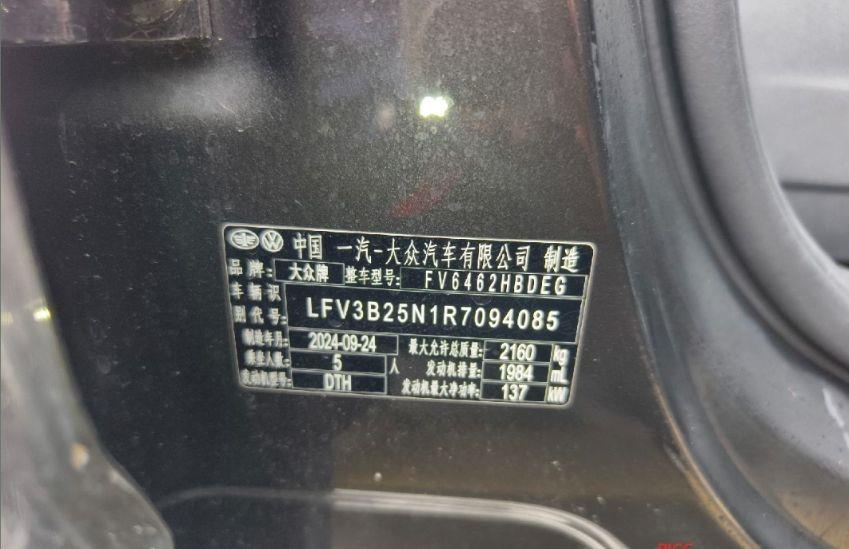 中国 一汽-大众汽车有限公司 制造
品牌: 大众牌 整车型号: FV6462HBDEG
车辆识别代号: LFV3B25N1R7094085
制造年月: 2024-09-24 最大允许总质量: 2160 kg
乘坐人数: 5 人 发动机排量: 1984 mL
发动机型号: DTH 发动机最大净功率: 137 kW